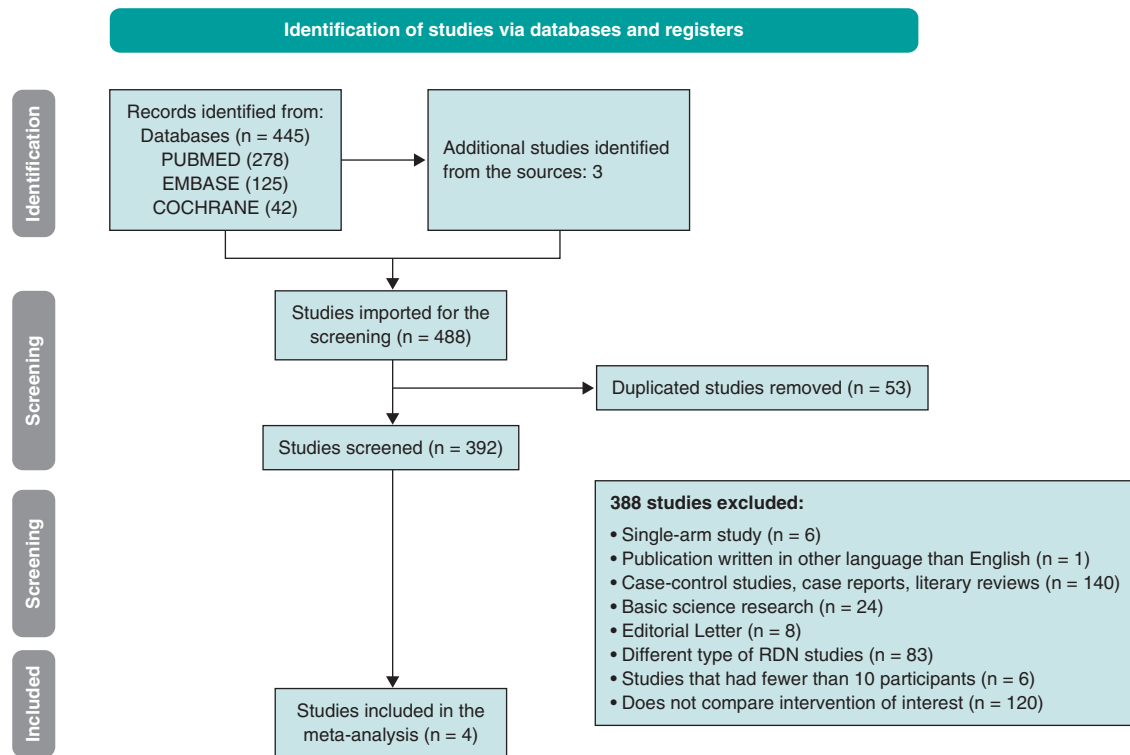 Identification of studies via databases and registers
Identification
Records identified from:
Databases (n = 445)
PUBMED (278)
EMBASE (125)
COCHRANE (42)
Additional studies identified
from the sources: 3
Screening
Studies imported for the
screening (n = 488)
Duplicated studies removed (n = 53)
Studies screened (n = 392)
Screening
388 studies excluded:
• Single-arm study (n = 6)
• Publication written in other language than English (n = 1)
• Case-control studies, case reports, literary reviews (n = 140)
• Basic science research (n = 24)
• Editorial Letter (n = 8)
• Different type of RDN studies (n = 83)
• Studies that had fewer than 10 participants (n = 6)
• Does not compare intervention of interest (n = 120)
Included
Studies included in the
meta-analysis (n = 4)